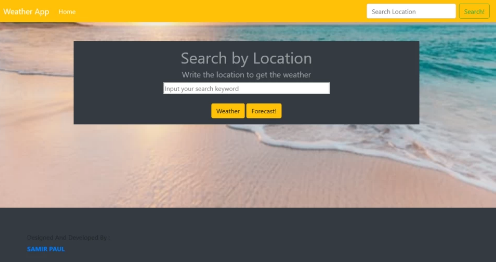 Weather App Home Search Location Search!
Search by Location
Write the location to get the weather
Input your search keyword
Weather Forecast!
Designed And Developed By :
SAMIR PAUL